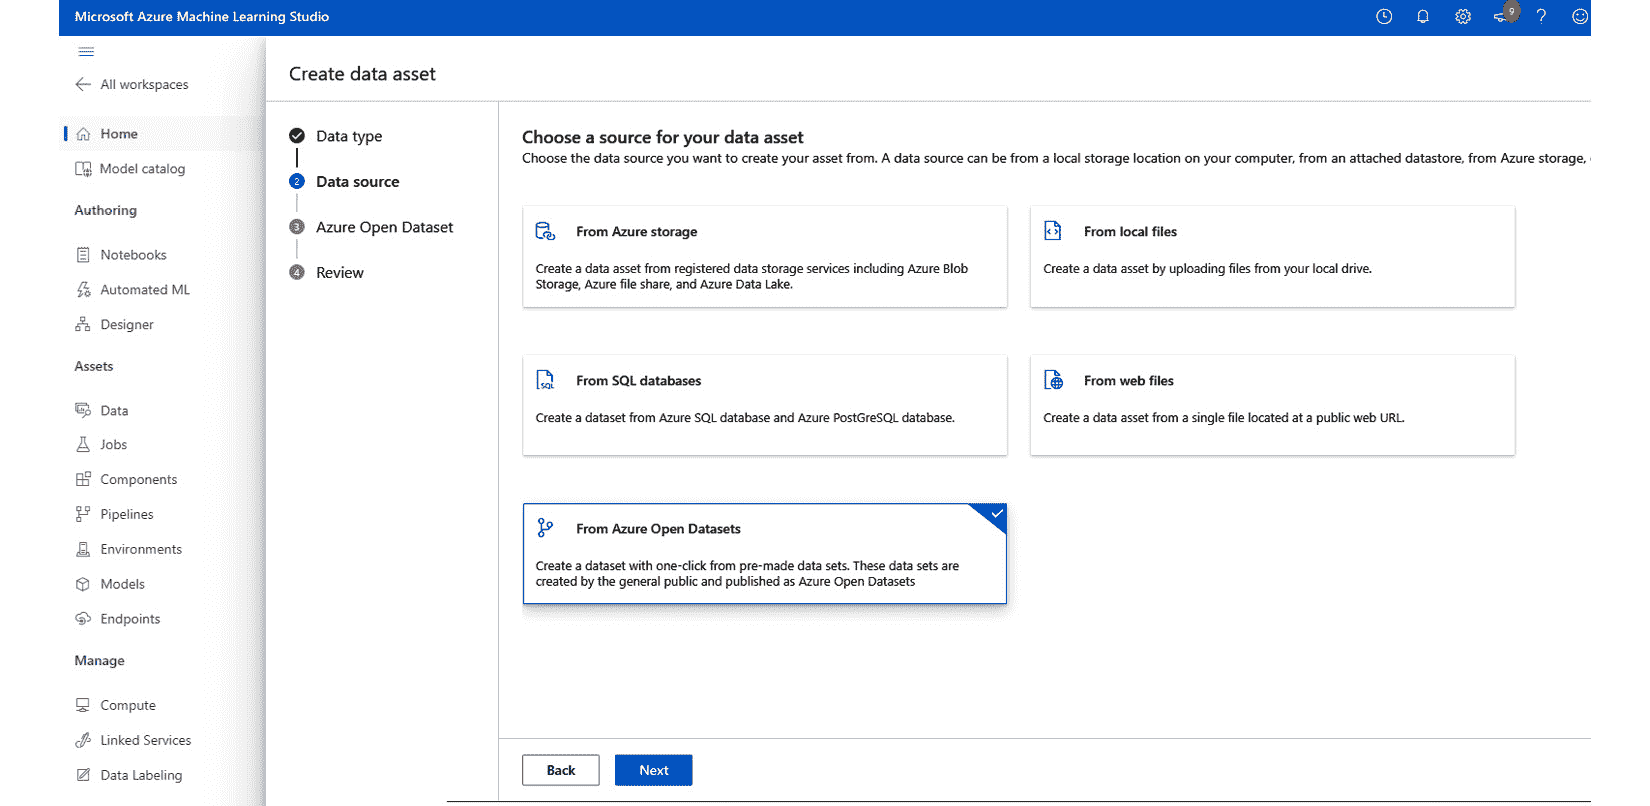 Microsoft Azure Machine Learning Studio
9
All workspaces
Home
Model catalog
Authoring
Notebooks
Automated ML
Designer
Assets
Data
Jobs
Components
Pipelines
Environments
Models
Endpoints
Manage
Compute
Linked Services
Data Labeling
Create data asset
Data type
2 Data source
3 Azure Open Dataset
4 Review
Choose a source for your data asset
Choose the data source you want to create your asset from. A data source can be from a local storage location on your computer, from an attached datastore, from Azure storage,
From Azure storage
Create a data asset from registered data storage services including Azure Blob
Storage, Azure file share, and Azure Data Lake.
From local files
Create a data asset by uploading files from your local drive.
SQL
From SQL databases
Create a dataset from Azure SQL database and Azure PostGreSQL database.
From web files
Create a data asset from a single file located at a public web URL.
From Azure Open Datasets
Create a dataset with one-click from pre-made data sets. These data sets are
created by the general public and published as Azure Open Datasets
Back
Next